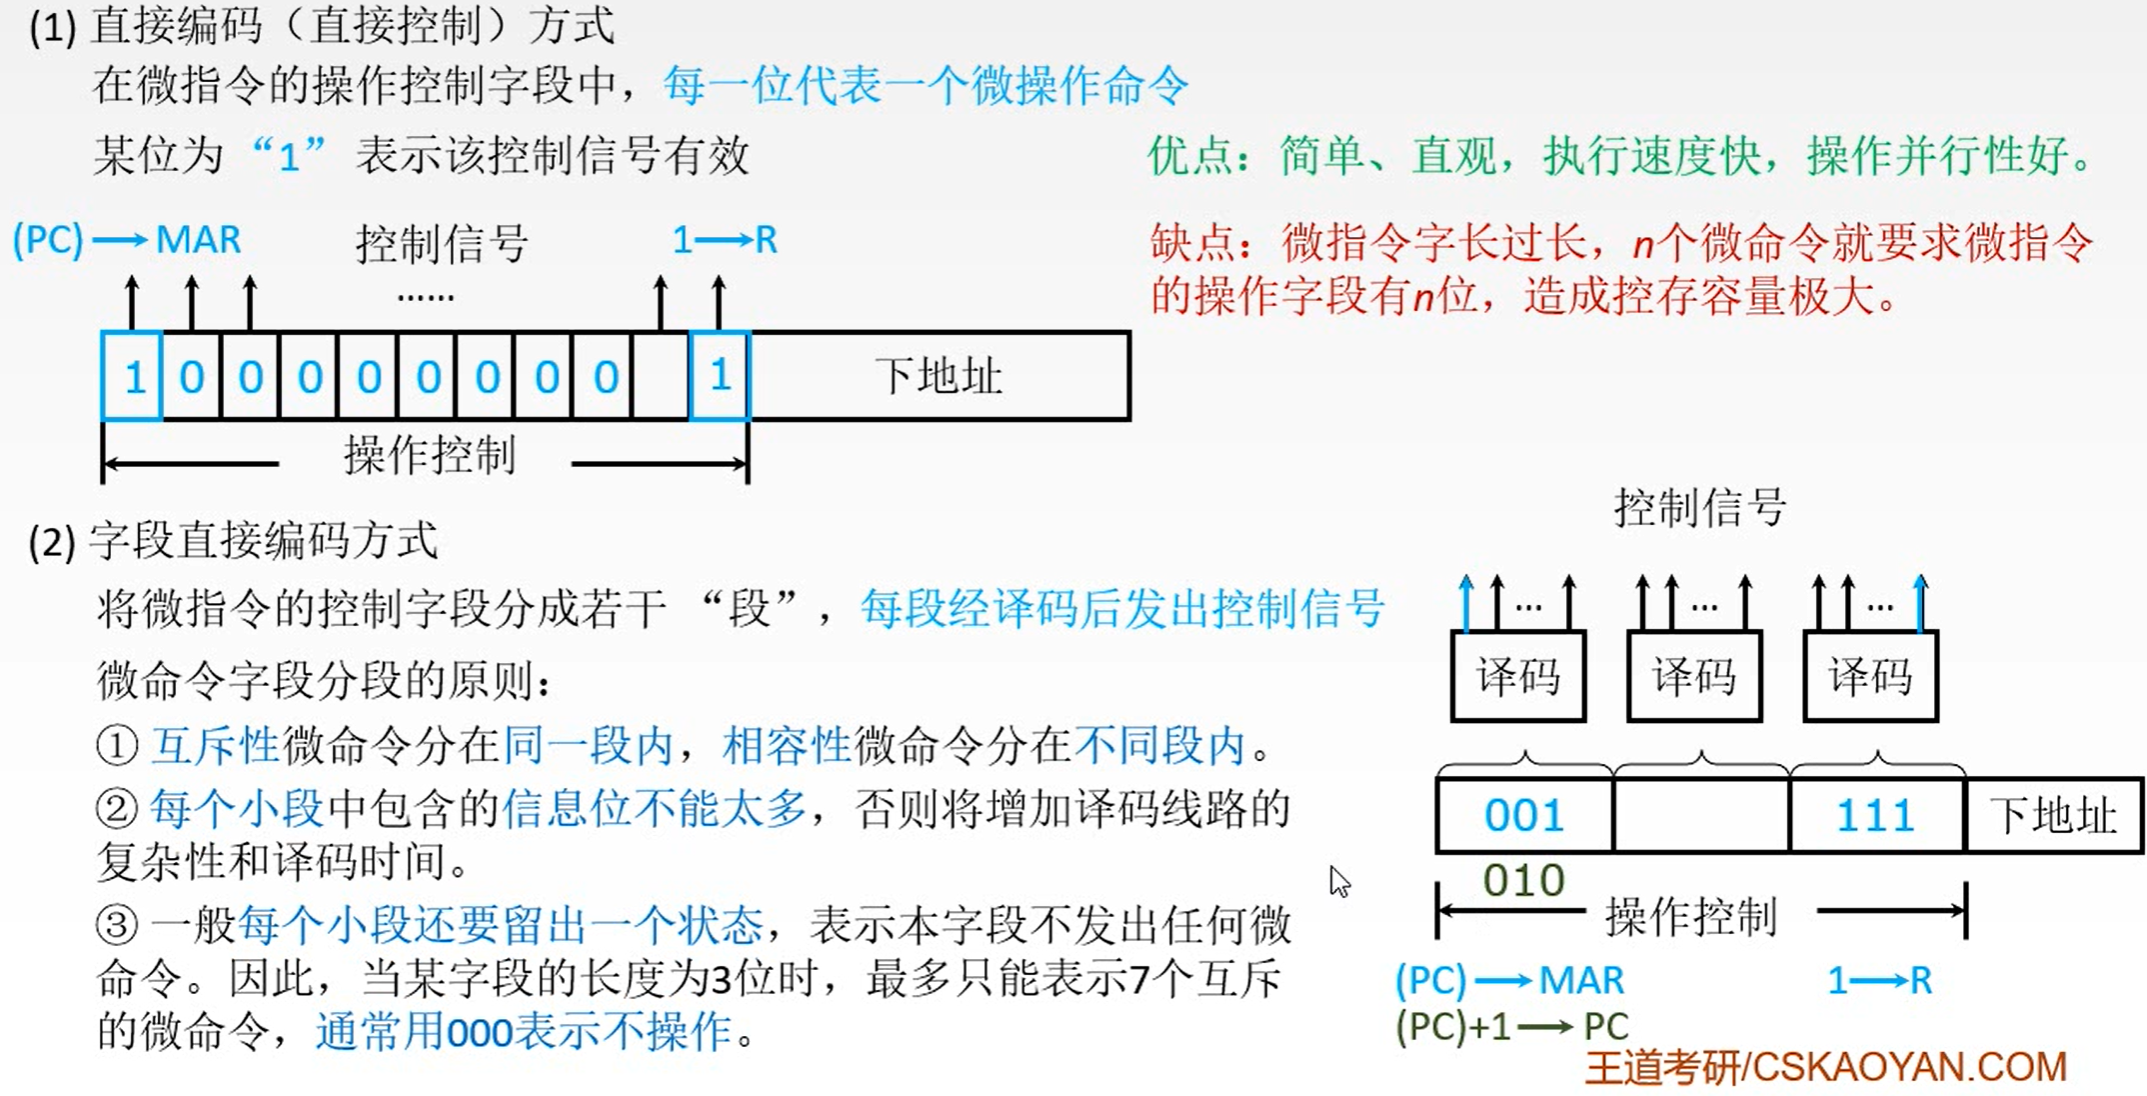 (1) 直接编码（直接控制）方式
在微指令的操作控制字段中，每一位代表一个微操作命令
某位为 “1” 表示该控制信号有效
优点：简单、直观，执行速度快，操作并行性好。
缺点：微指令字长过长，n个微命令就要求微指令
的操作字段有n位，造成控存容量极大。
(PC)→MAR 控制信号 1→R
……
1 0 0 0 0 0 0 0 0 1 下地址
操作控制
(2) 字段直接编码方式
将微指令的控制字段分成若干 “段”，每段经译码后发出控制信号
微命令字段分段的原则：
① 互斥性微命令分在同一段内，相容性微命令分在不同段内。
② 每个小段中包含的信息位不能太多，否则将增加译码线路的
复杂性和译码时间。
③ 一般每个小段还要留出一个状态，表示本字段不发出任何微
命令。因此，当某字段的长度为3位时，最多只能表示7个互斥
的微命令，通常用000表示不操作。
控制信号
… … …
译码 译码 译码
001 111 下地址
010
操作控制
(PC)→MAR 1→R
(PC)+1→PC
王道考研/CSKAOYAN.COM